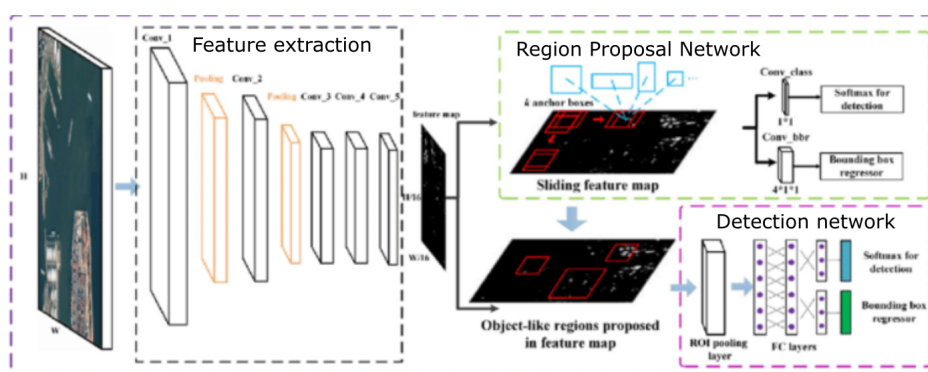 Feature extraction
Conv_1
Pooling
Conv_2
Pooling
Conv_3
Conv_4
Conv_5
H
W
feature map
H/16
W/16
Region Proposal Network
k anchor boxes
...
Sliding feature map
Conv_class
1*1
Softmax for
detection
Conv_bbr
4*1*1
Bounding box
regressor
Object-like regions proposed
in feature map
Detection network
ROI pooling
layer
FC layers
Softmax for
detection
Bounding box
regressor